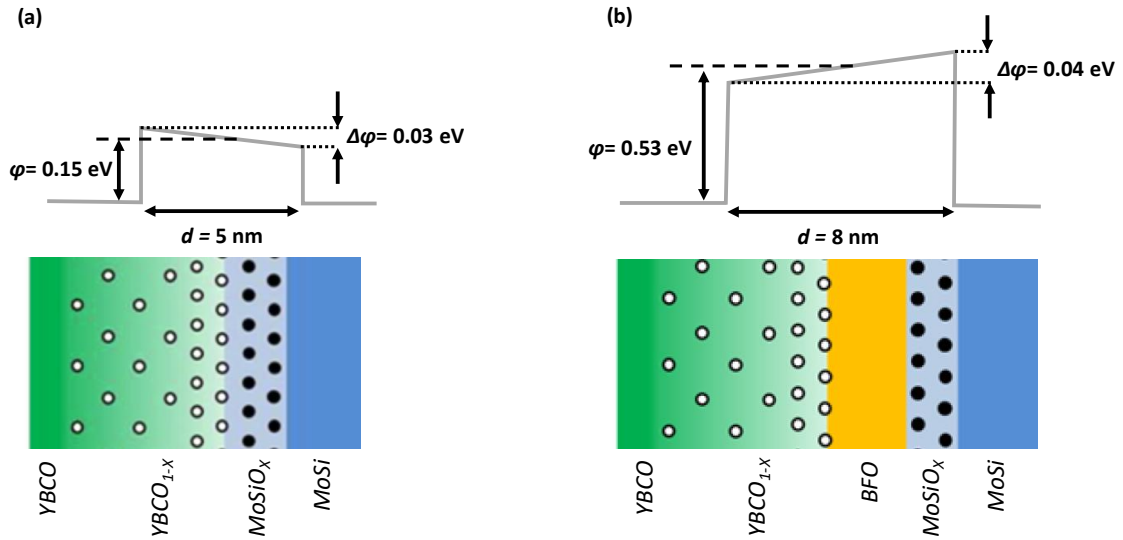 (a)
φ= 0.15 eV
Δφ= 0.03 eV
d = 5 nm
YBCO
YBCO1-X
MoSiOX
MoSi
(b)
φ= 0.53 eV
Δφ= 0.04 eV
d = 8 nm
YBCO
YBCO1-X
BFO
MoSiOX
MoSi